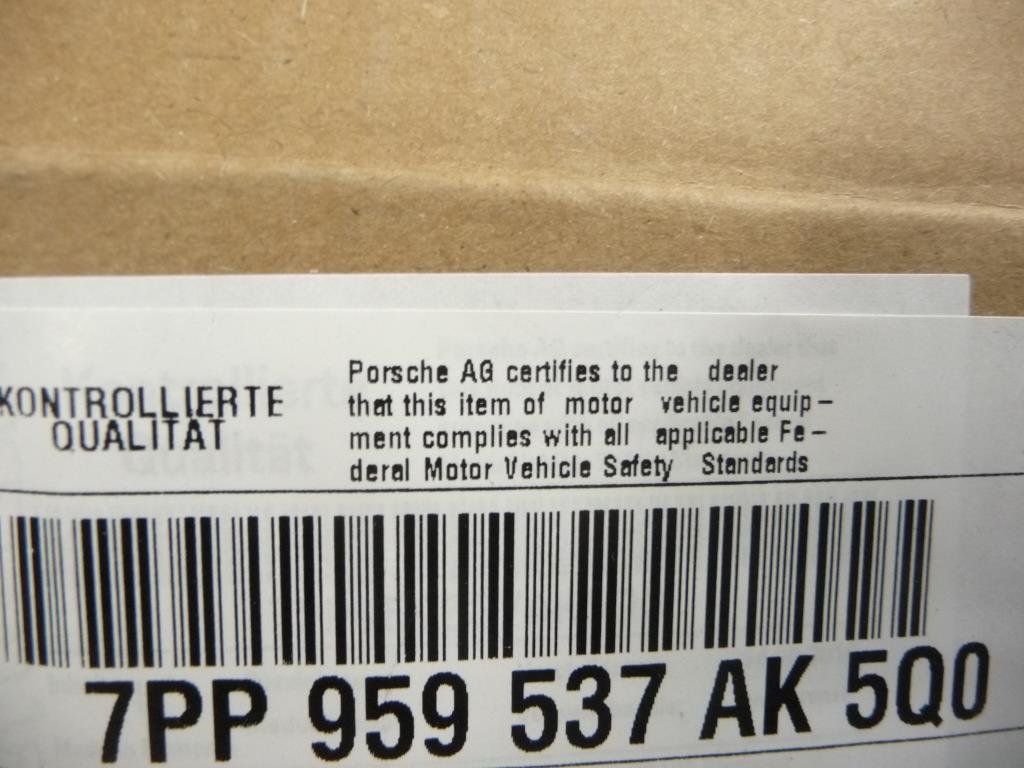 KONTROLLIERTE
QUALITÄT
Porsche AG certifies to the dealer
that this item of motor vehicle equip-
ment complies with all applicable Fe-
deral Motor Vehicle Safety Standards
7PP 959 537 AK 5Q0